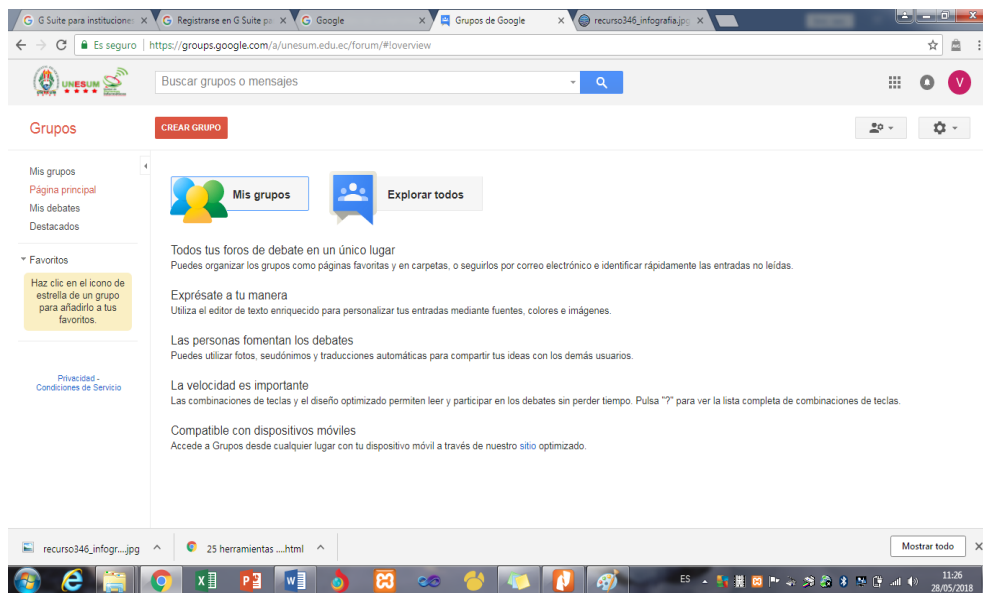 G Suite para institucione:
Registrarse en G Suite pa
Google
Grupos de Google
recurso346_infografia.jpg
Es seguro
https://groups.google.com/a/unesum.edu.ec/forum/#!overview
UNESUM
Buscar grupos o mensajes
V
Grupos
CREAR GRUPO
Mis grupos
Página principal
Mis debates
Destacados
Favoritos
Haz clic en el icono de
estrella de un grupo
para añadirlo a tus
favoritos.
Privacidad -
Condiciones de Servicio
Mis grupos
Explorar todos
Todos tus foros de debate en un único lugar
Puedes organizar los grupos como páginas favoritas y en carpetas, o seguirlos por correo electrónico e identificar rápidamente las entradas no leídas.
Exprésate a tu manera
Utiliza el editor de texto enriquecido para personalizar tus entradas mediante fuentes, colores e imágenes.
Las personas fomentan los debates
Puedes utilizar fotos, seudónimos y traducciones automáticas para compartir tus ideas con los demás usuarios.
La velocidad es importante
Las combinaciones de teclas y el diseño optimizado permiten leer y participar en los debates sin perder tiempo. Pulsa "?" para ver la lista completa de combinaciones de teclas.
Compatible con dispositivos móviles
Accede a Grupos desde cualquier lugar con tu dispositivo móvil a través de nuestro sitio optimizado.
recurso346_infogr....jpg
25 herramientas ....html
Mostrar todo
ES
11:26
28/05/2018